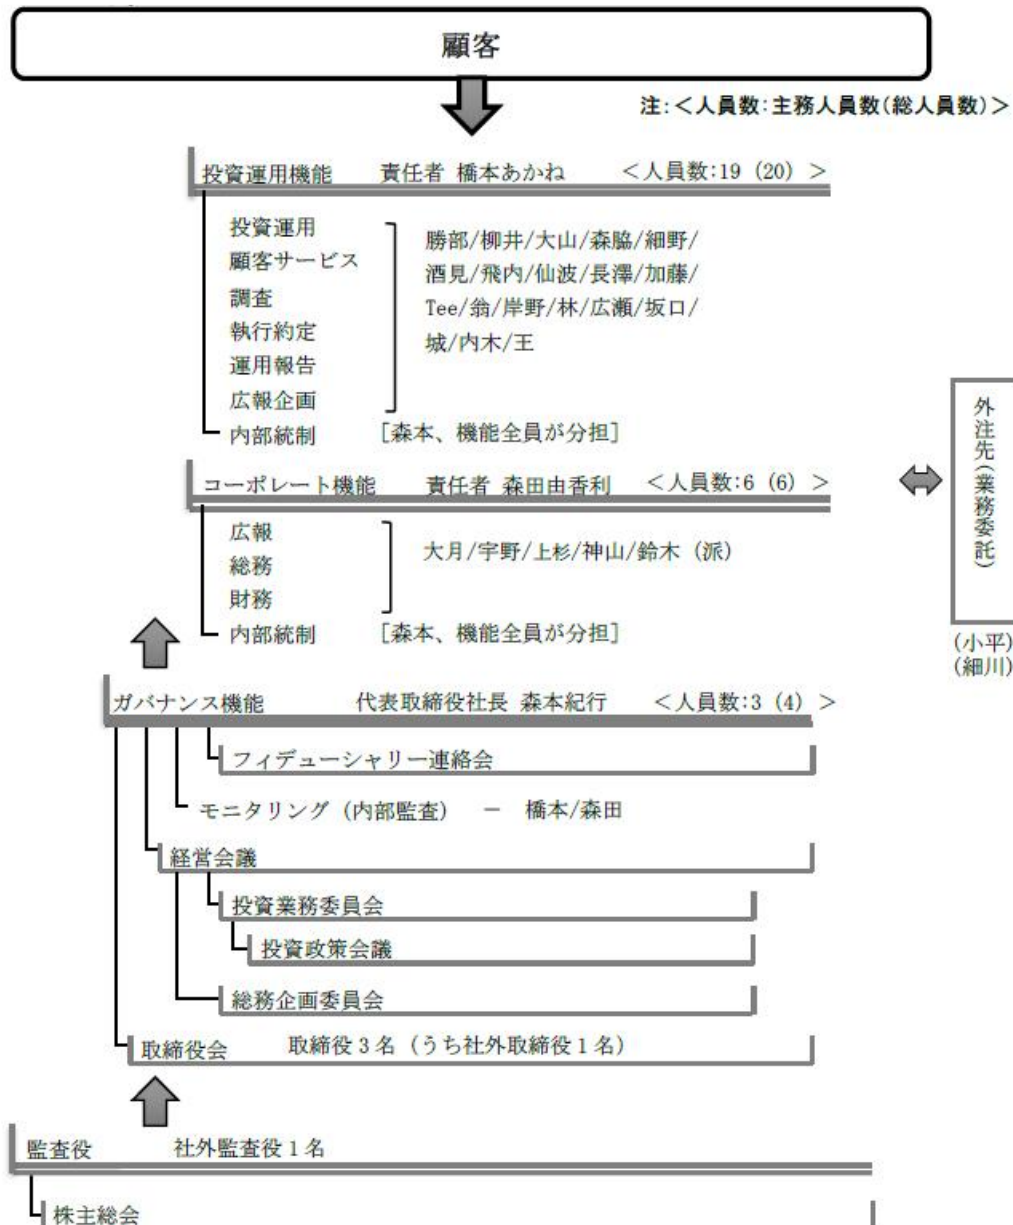 顧客
注:＜人員数:主務人員数(総人員数)＞
投資運用機能 責任者 橋本あかね ＜人員数:19 (20) ＞
投資運用
顧客サービス
調査
執行約定
運用報告
広報企画
勝部/柳井/大山/森脇/細野/
酒見/飛内/仙波/長澤/加藤/
Tee/翁/岸野/林/広瀬/坂口/
城/内木/王
内部統制 [森本、機能全員が分担]
コーポレート機能 責任者 森田由香利 ＜人員数:6 (6) ＞
広報
総務
財務
大月/宇野/上杉/神山/鈴木 (派)
内部統制 [森本、機能全員が分担]
外注先(業務委託)
(小平)
(細川)
ガバナンス機能 代表取締役社長 森本紀行 ＜人員数:3 (4) ＞
フィデューシャリー連絡会
モニタリング (内部監査) － 橋本/森田
経営会議
投資業務委員会
投資政策会議
総務企画委員会
取締役会 取締役3名 (うち社外取締役1名)
監査役 社外監査役1名
株主総会